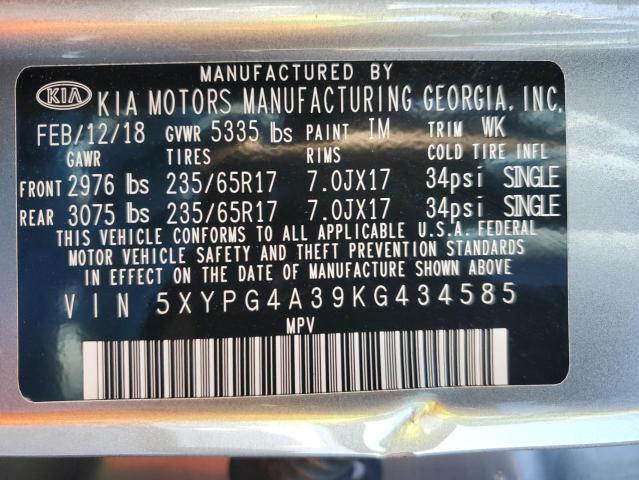 MANUFACTURED BY
KIA KIA MOTORS MANUFACTURING GEORGIA, INC.
FEB/12/18 GVWR 5335 lbs PAINT IM TRIM WK
GAWR TIRES RIMS COLD TIRE INFL
FRONT 2976 lbs 235/65R17 7.0JX17 34psi SINGLE
REAR 3075 lbs 235/65R17 7.0JX17 34psi SINGLE
THIS VEHICLE CONFORMS TO ALL APPLICABLE U.S.A. FEDERAL
MOTOR VEHICLE SAFETY AND THEFT PREVENTION STANDARDS
IN EFFECT ON THE DATE OF MANUFACTURE SHOWN ABOVE
VIN 5XYPG4A39KG434585
MPV